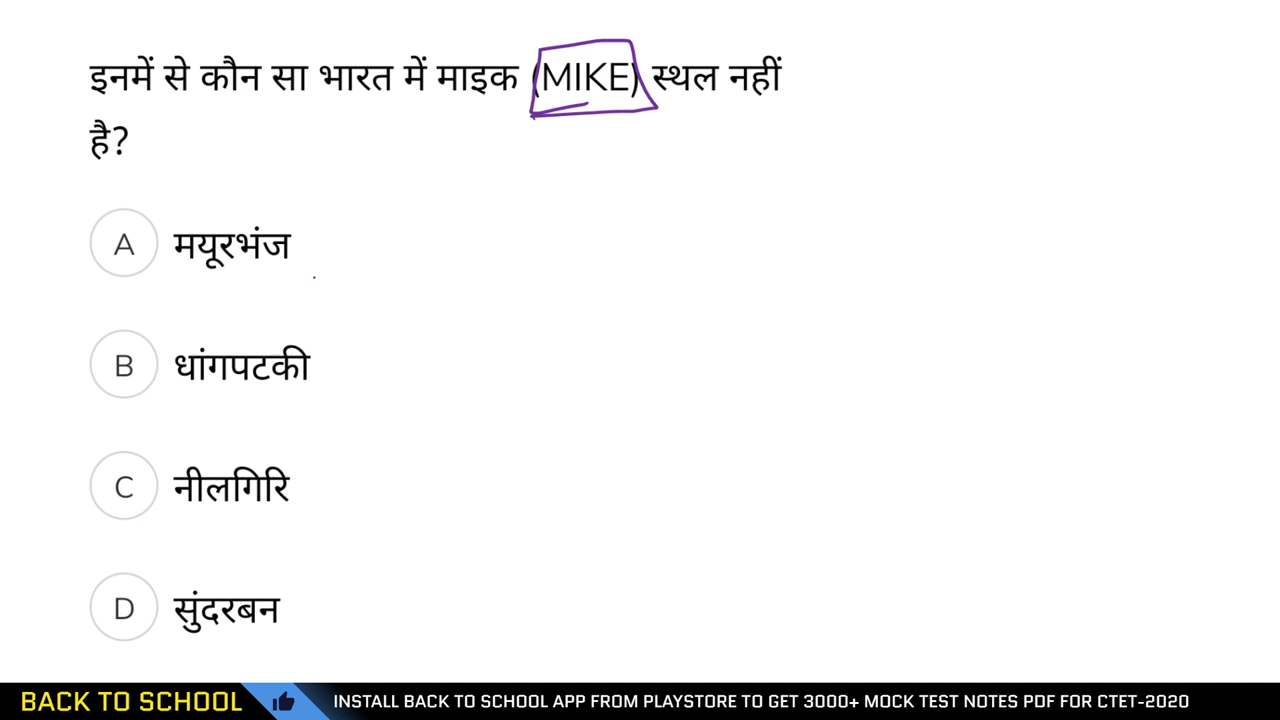 इनमें से कौन सा भारत में माइक (MIKE) स्थल नहीं
है?
A मयूरभंज
B धांगपटकी
C नीलगिरि
D सुंदरबन
BACK TO SCHOOL INSTALL BACK TO SCHOOL APP FROM PLAYSTORE TO GET 3000+ MOCK TEST NOTES PDF FOR CTET-2020